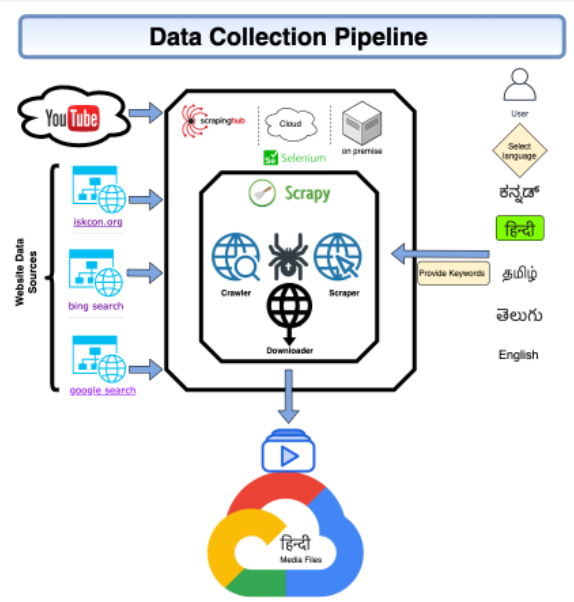 Data Collection Pipeline
YouTube
scrapinghub
Cloud
on premise
Se Selenium
Scrapy
Crawler
Scraper
Downloader
Website Data
Sources
iskcon.org
bing search
google search
User
Select
language
ಕನ್ನಡ್
हिन्दी
Provide Keywords
தமிழ்
తెలుగు
English
हिन्दी
Media Files